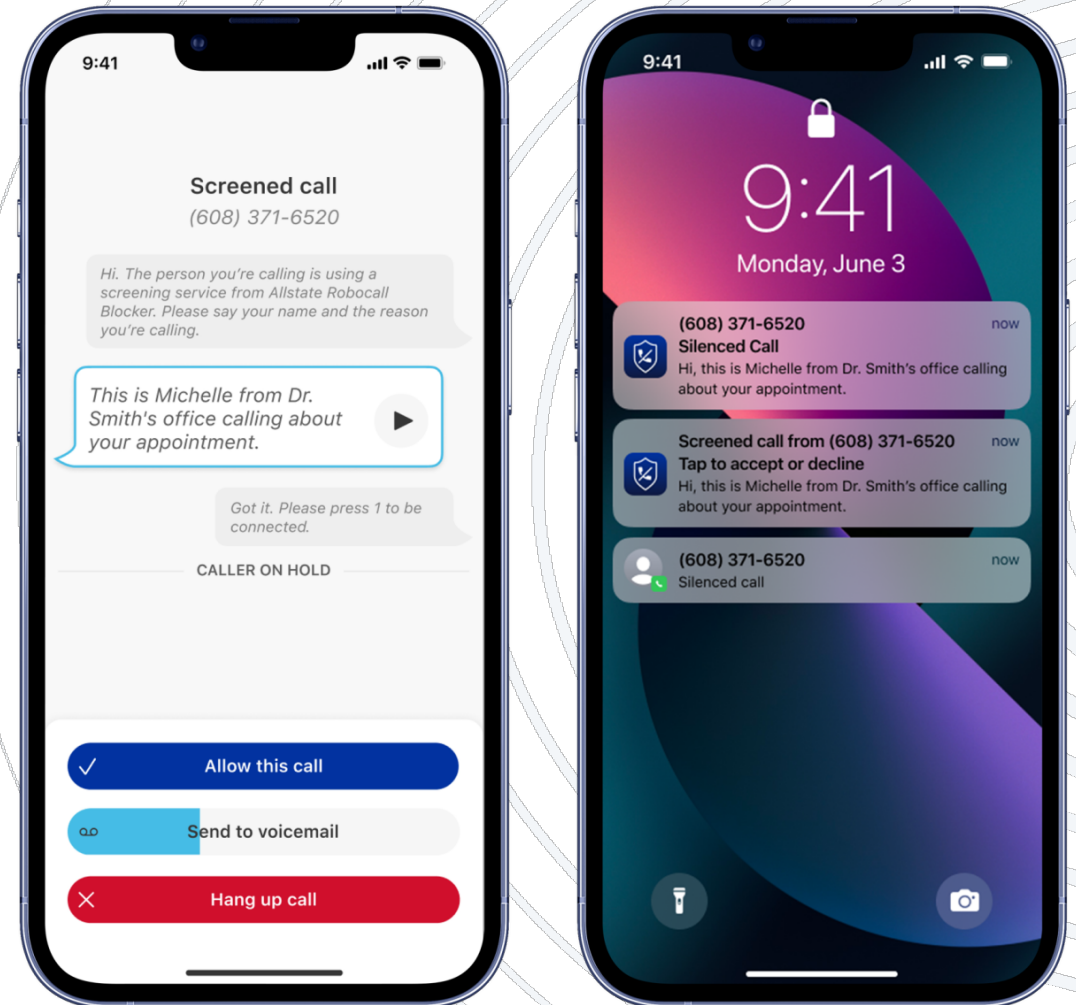 9:41
Screened call
(608) 371-6520
Hi. The person you're calling is using a
screening service from Allstate Robocall
Blocker. Please say your name and the reason
you're calling.
This is Michelle from Dr.
Smith's office calling about
your appointment.
Got it. Please press 1 to be
connected.
CALLER ON HOLD
Allow this call
Send to voicemail
Hang up call
9:41
9:41
Monday, June 3
(608) 371-6520 now
Silenced Call
Hi, this is Michelle from Dr. Smith's office calling
about your appointment.
Screened call from (608) 371-6520 now
Tap to accept or decline
Hi, this is Michelle from Dr. Smith's office calling
about your appointment.
(608) 371-6520 now
Silenced call